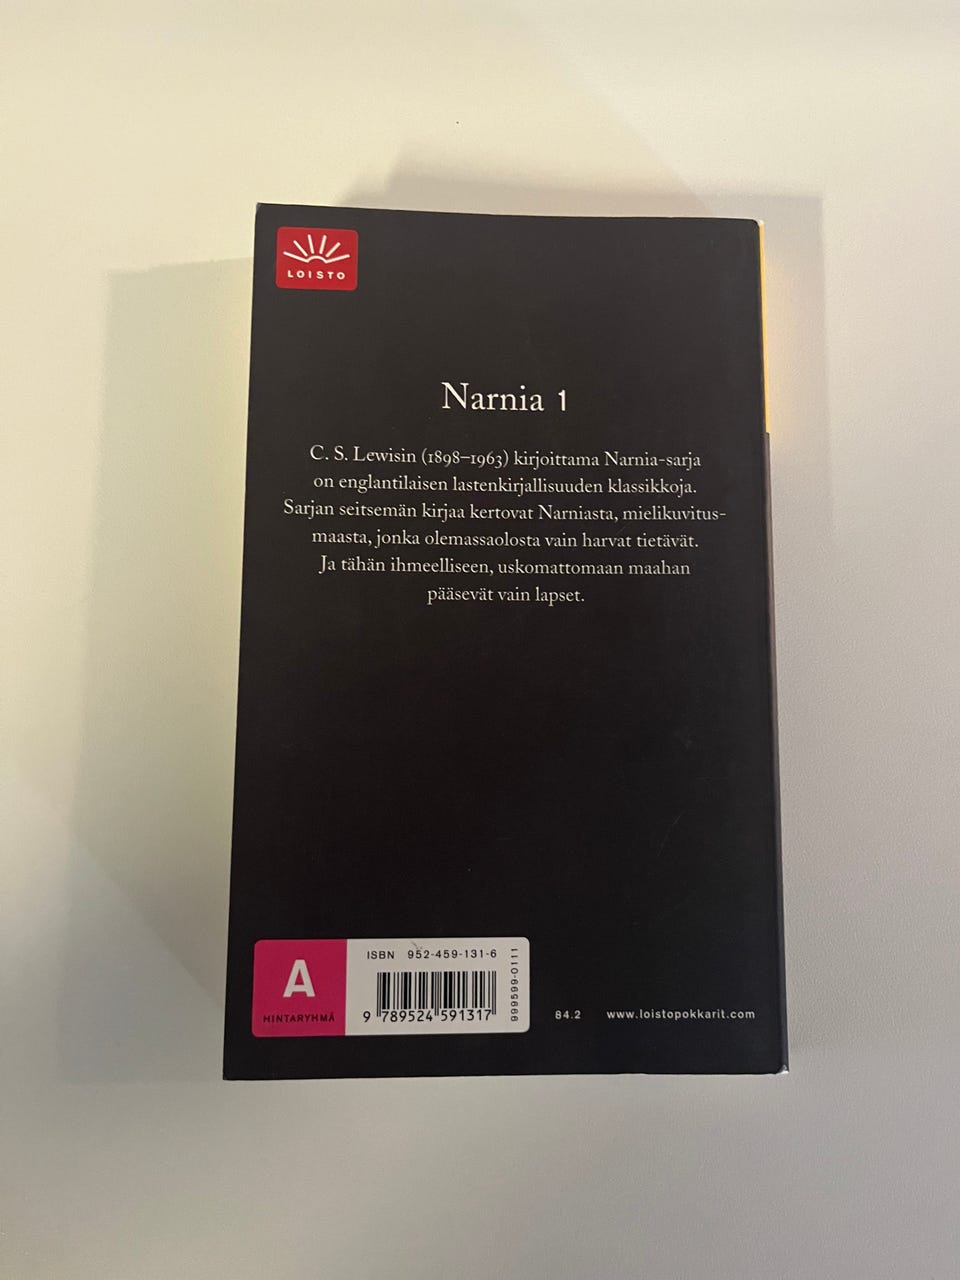 LOISTO
Narnia 1
C. S. Lewisin (1898–1963) kirjoittama Narnia-sarja
on englantilaisen lastenkirjallisuuden klassikkoja.
Sarjan seitsemän kirjaa kertovat Narniasta, mielikuvitus-
maasta, jonka olemassaolosta vain harvat tietävät.
Ja tähän ihmeelliseen, uskomattomaan maahan
pääsevät vain lapset.
A
HINTARYHMÄ
ISBN 952-459-131-6
9 789524 591317
999599-0111
84.2 www.loistopokkarit.com